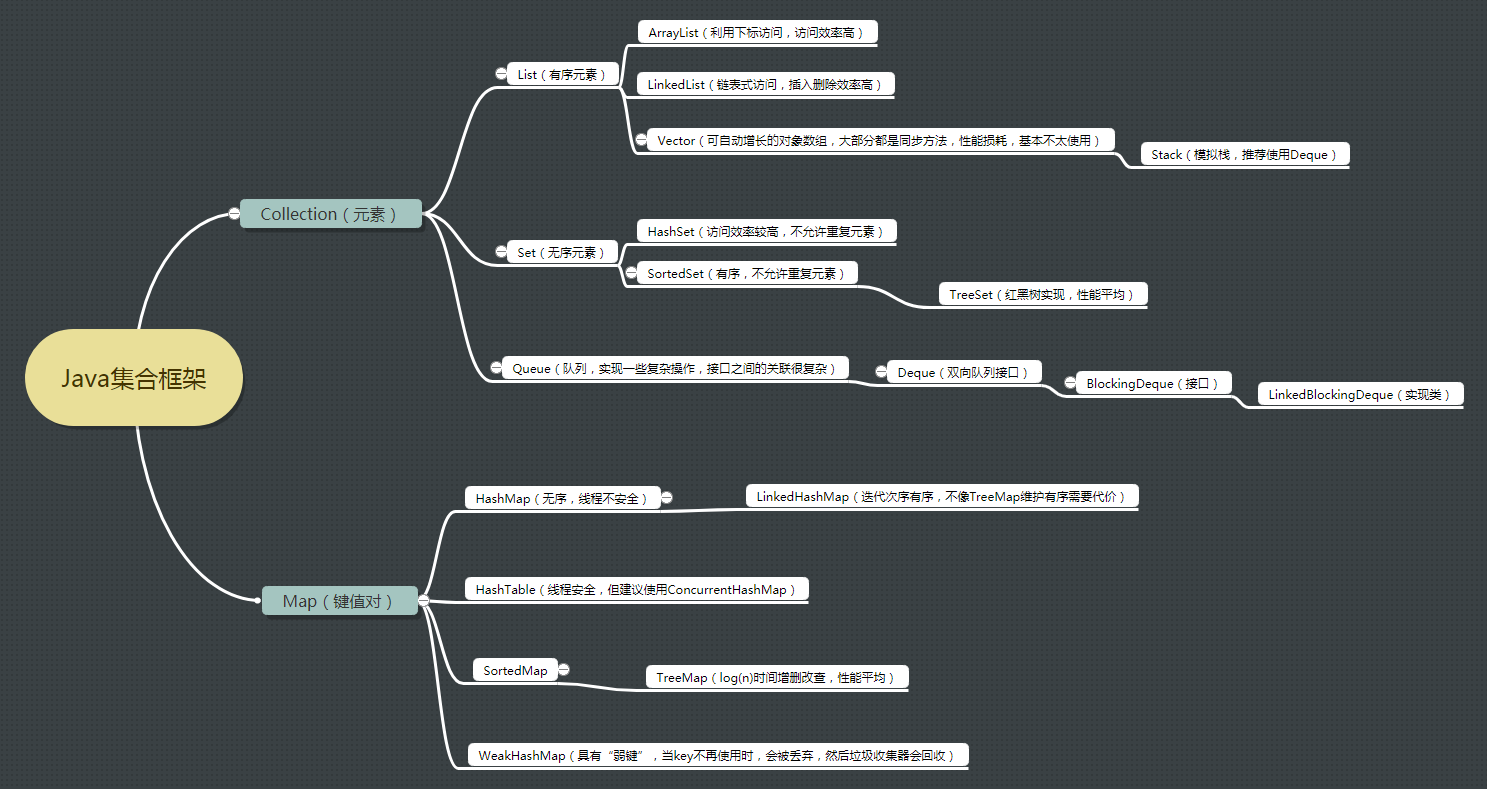 Java集合框架
Collection（元素）
List（有序元素）
ArrayList（利用下标访问，访问效率高）
LinkedList（链表式访问，插入删除效率高）
Vector（可自动增长的对象数组，大部分都是同步方法，性能损耗，基本不太使用）
Stack（模拟栈，推荐使用Deque）
Set（无序元素）
HashSet（访问效率较高，不允许重复元素）
SortedSet（有序，不允许重复元素）
TreeSet（红黑树实现，性能平均）
Queue（队列，实现一些复杂操作，接口之间的关联很复杂）
Deque（双向队列接口）
BlockingDeque（接口）
LinkedBlockingDeque（实现类）
Map（键值对）
HashMap（无序，线程不安全）
LinkedHashMap（迭代次序有序，不像TreeMap维护有序需要代价）
HashTable（线程安全，但建议使用ConcurrentHashMap）
SortedMap
TreeMap（log(n)时间增删改查，性能平均）
WeakHashMap（具有“弱键”，当key不再使用时，会被丢弃，然后垃圾收集器会回收）